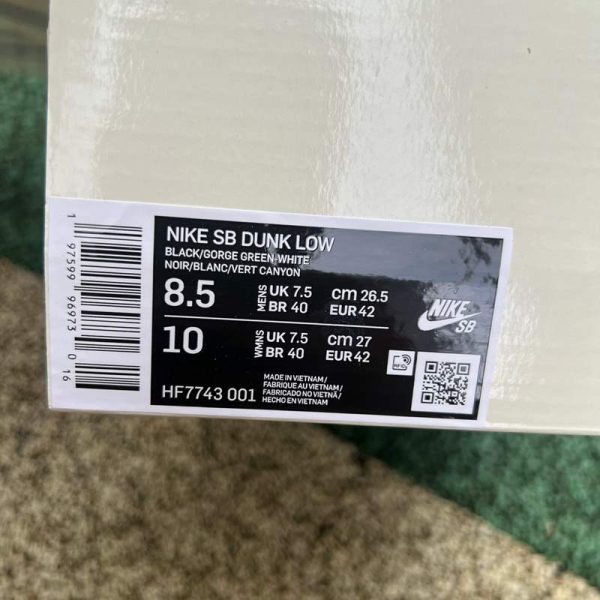 NIKE SB DUNK LOW
BLACK/GORGE GREEN-WHITE
NOIR/BLANC/VERT CANYON
8.5 MENS UK 7.5 cm 26.5
BR 40 EUR 42
10 WMNS UK 7.5 cm 27
BR 40 EUR 42
NIKE
SB
RFID
MADE IN VIETNAM/
FABRIQUE AU VIETNAM/
FABRICADO NO VIETNÃ/
HF7743 001 HECHO EN VIETNAM
1 97599 96973 0 16